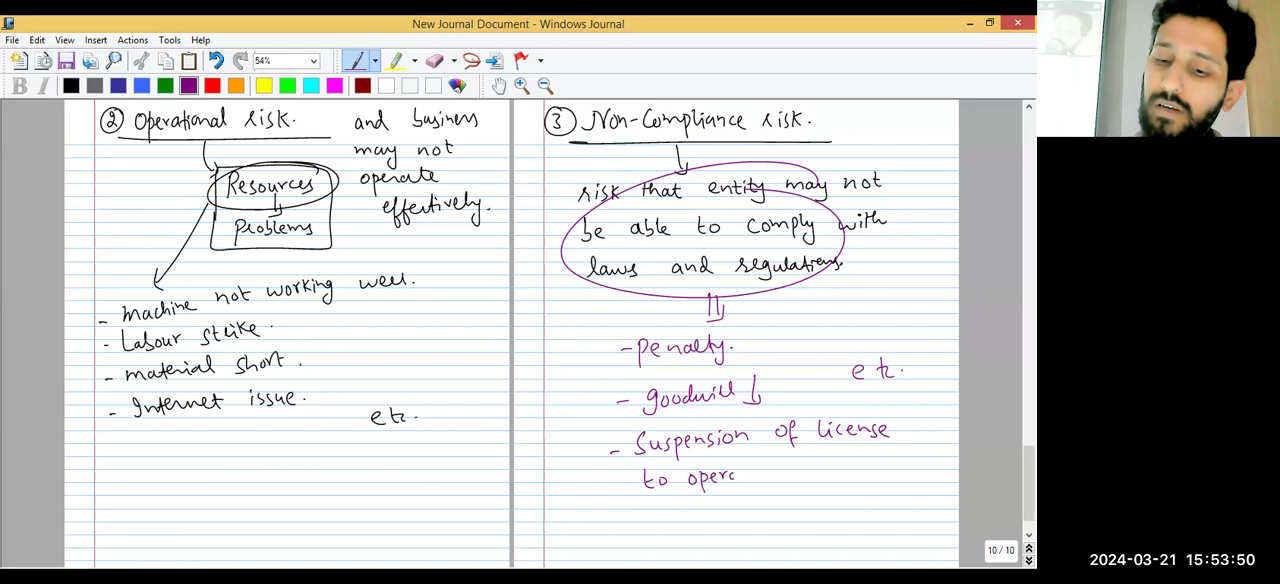 New Journal Document - Windows Journal
File Edit View Insert Actions Tools Help
54%
B I
② Operational risk.
Resources
Problems
and business
may not
operate
effectively.
- Machine not working well.
- Labour strike.
- material short.
- Internet issue.
etc.
③ Non-Compliance risk.
risk that entity may not
be able to comply with
laws and regulations.
- Penalty.
- goodwill ↓
etc.
- Suspension of license
to opera
10 / 10
2024-03-21 15:53:50